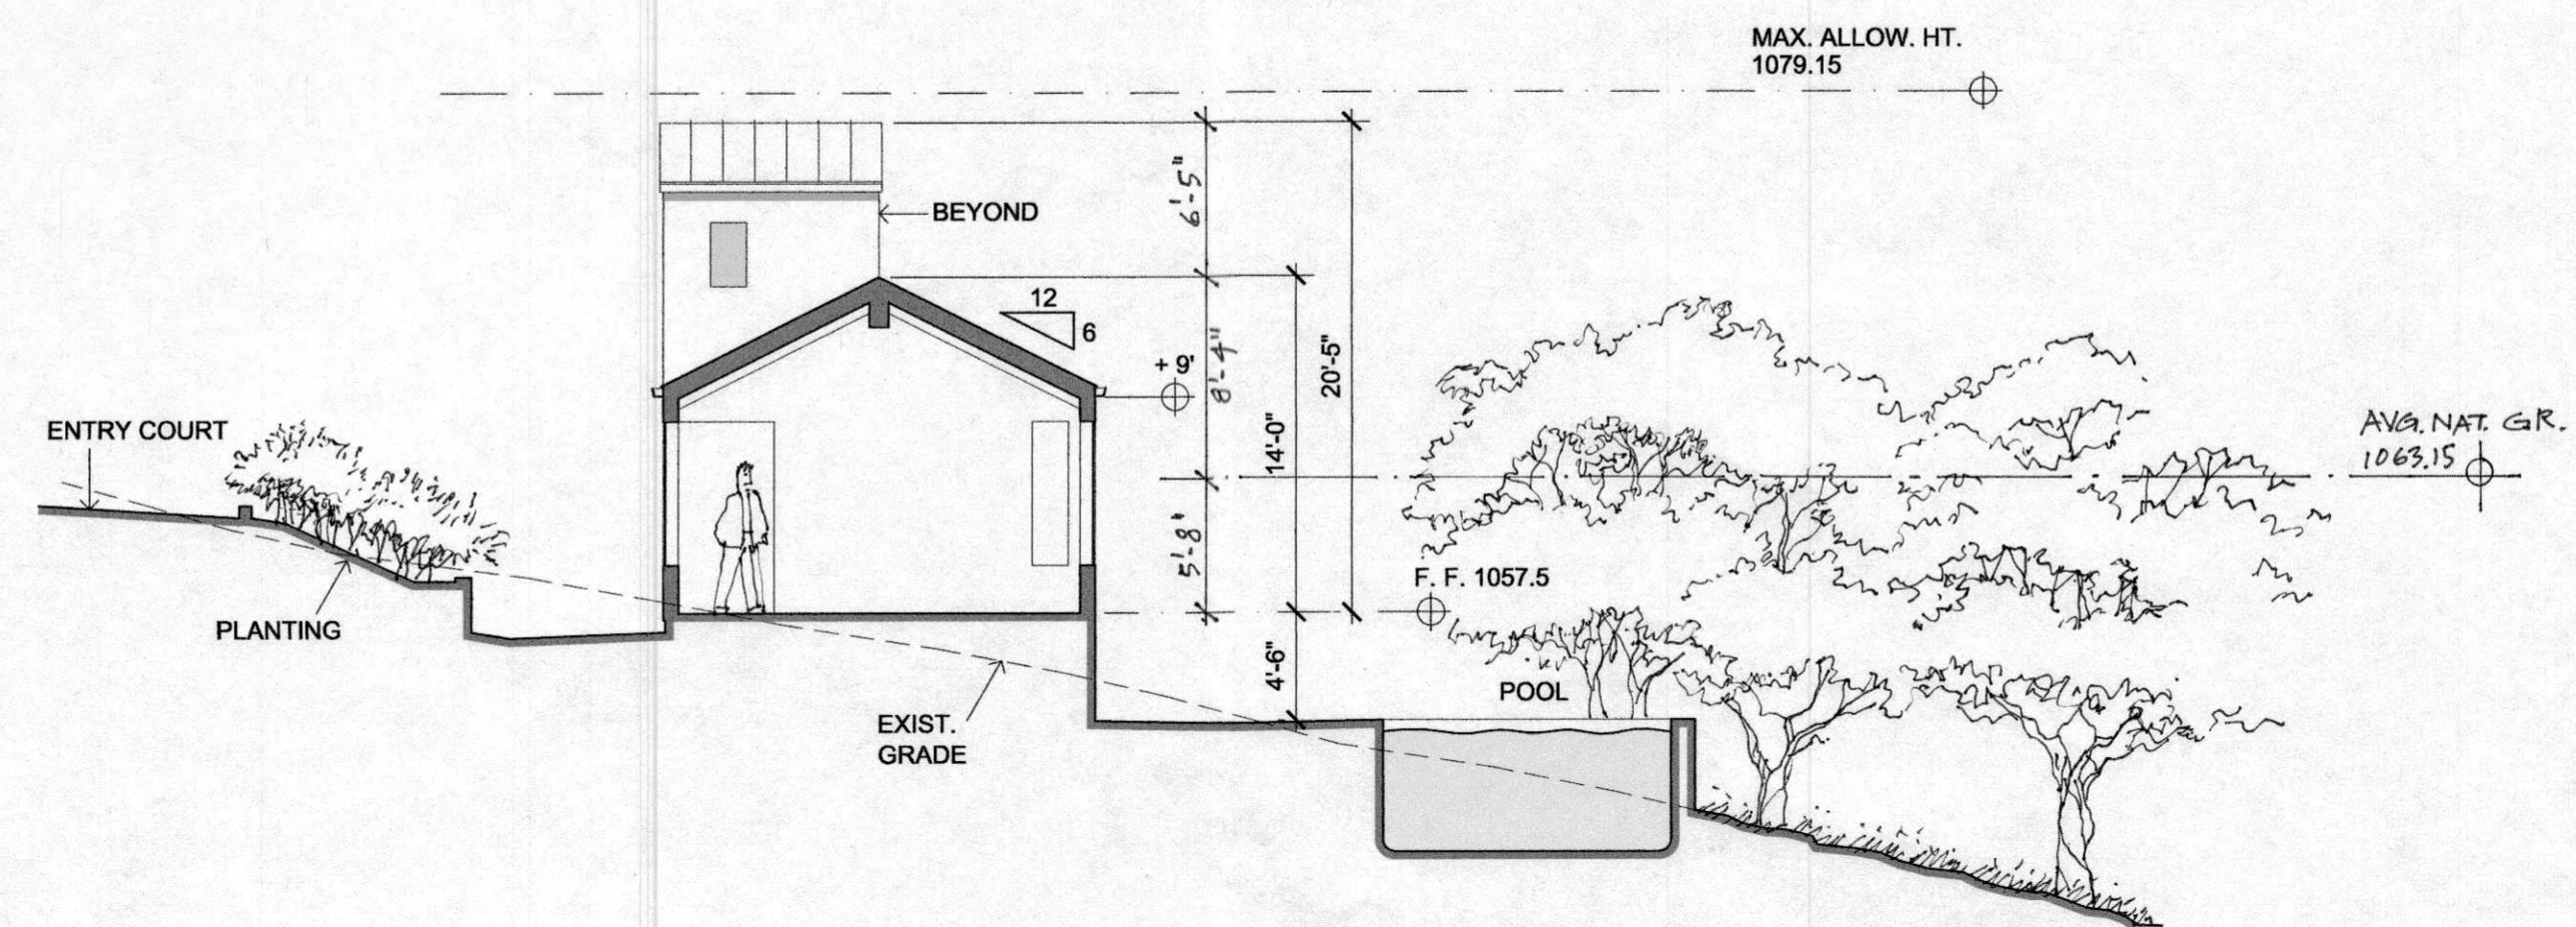 MAX. ALLOW. HT.
1079.15
BEYOND
6'-5"
12
6
+ 9'
8'-4"
20'-5"
14'-0"
ENTRY COURT
AVG. NAT. GR.
1063.15
5'-8"
F. F. 1057.5
PLANTING
4'-6"
POOL
EXIST.
GRADE